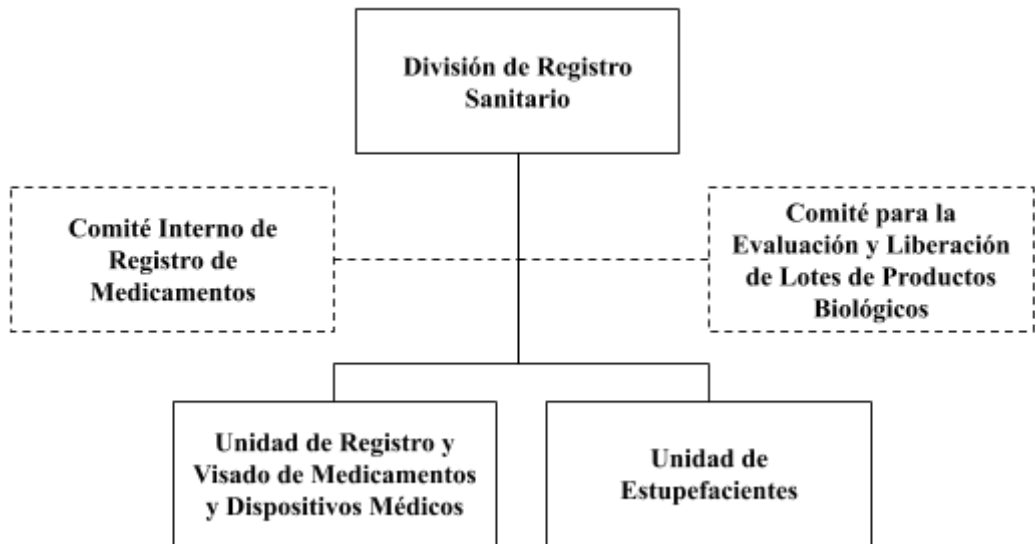 División de Registro
Sanitario
Comité Interno de
Registro de
Medicamentos
Comité para la
Evaluación y Liberación
de Lotes de Productos
Biológicos
Unidad de Registro y
Visado de Medicamentos
y Dispositivos Médicos
Unidad de
Estupefacientes